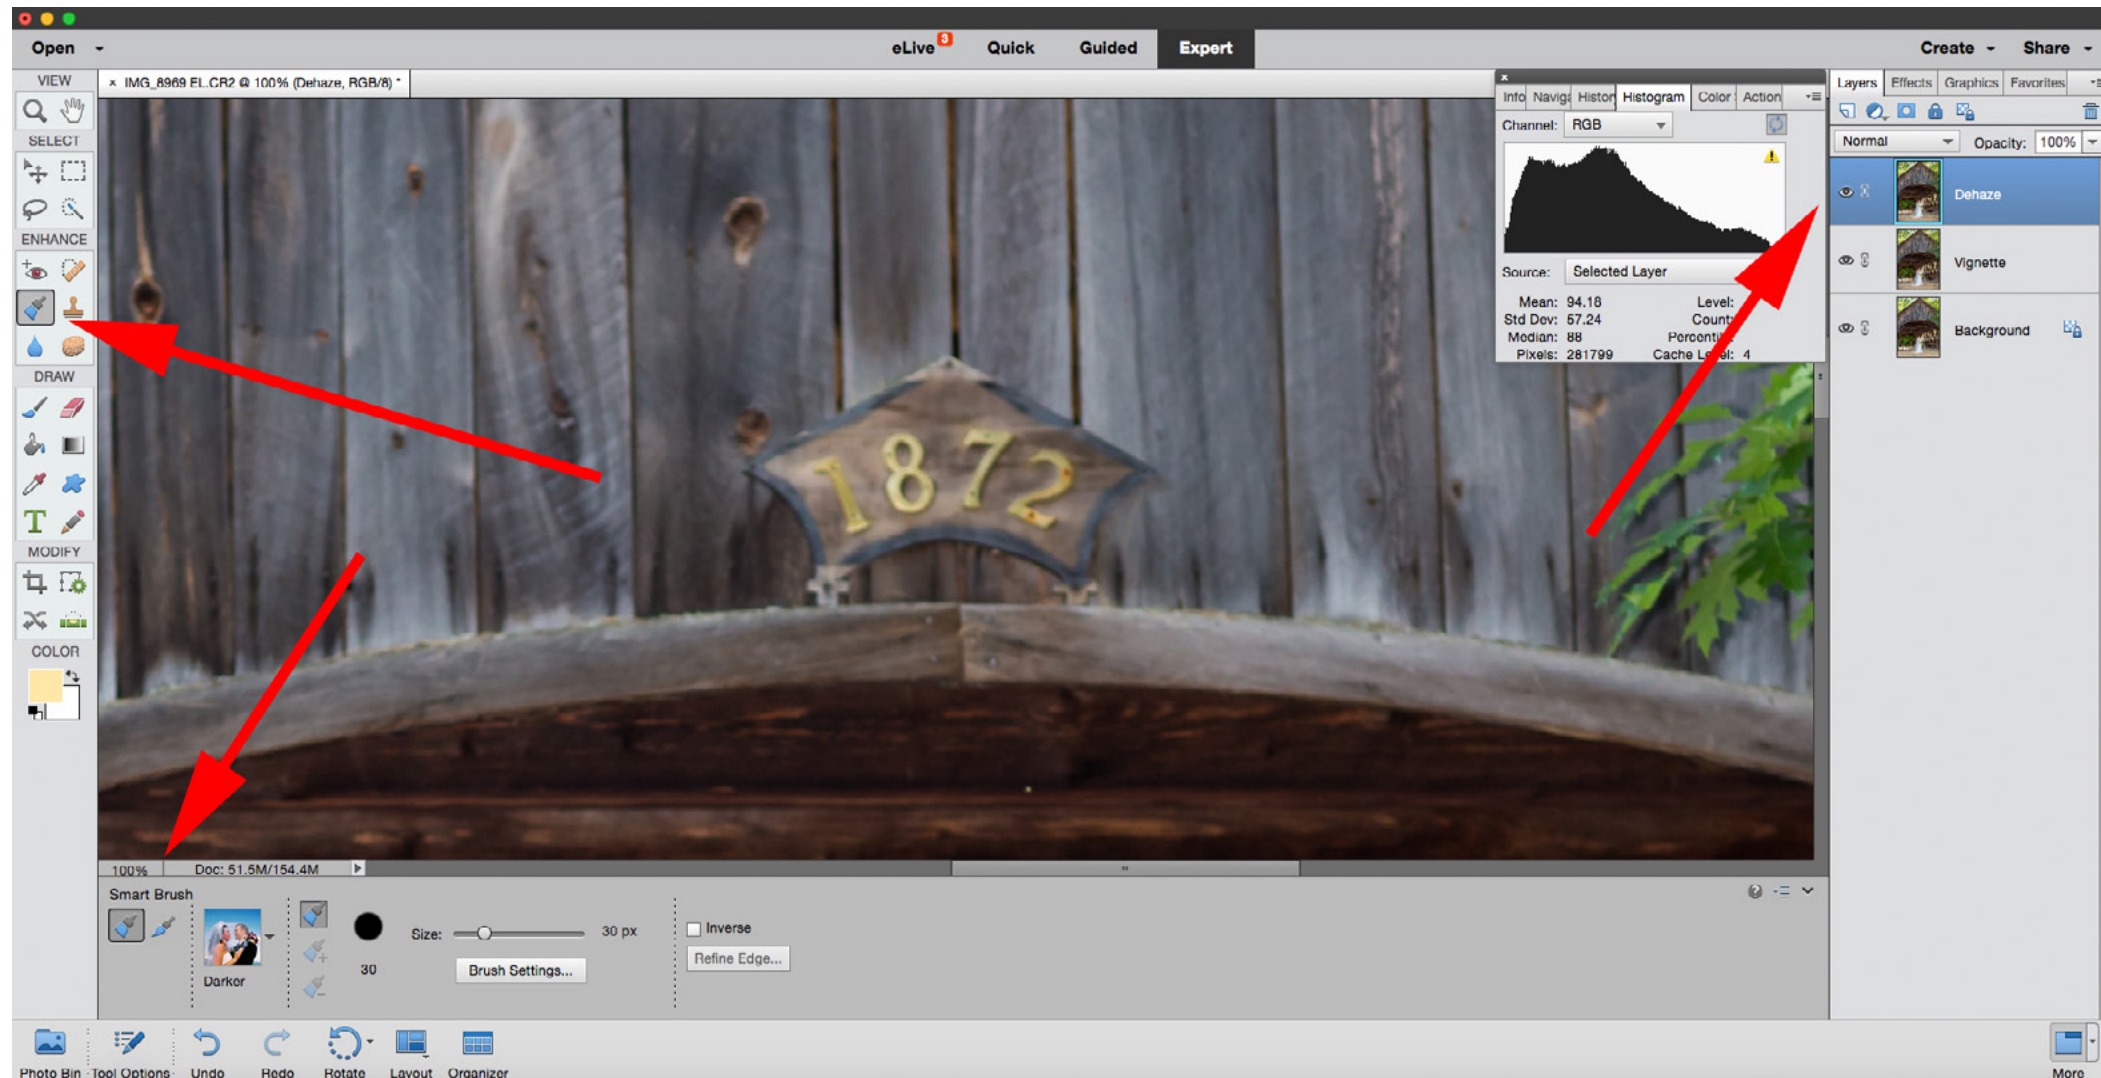 Open
eLive 3 Quick Guided Expert
Create Share
VIEW
× IMG_8969 EL.CR2 @ 100% (Dehaze, RGB/8) *
SELECT
ENHANCE
DRAW
MODIFY
COLOR
Info Naviga Histor Histogram Color Action
Channel: RGB
Source: Selected Layer
Mean: 94.18 Level:
Std Dev: 57.24 Count:
Median: 88
Pixels: 281799 Cache Level: 4
Layers Effects Graphics Favorites
Normal Opacity: 100%
Dehaze
Vignette
Background
1872
100% Doc: 51.5M/154.4M
Smart Brush
Darker
30
Size: 30 px
Brush Settings...
Inverse
Refine Edge...
Photo Bin Tool Options Undo Redo Rotate Layout Organizer
More